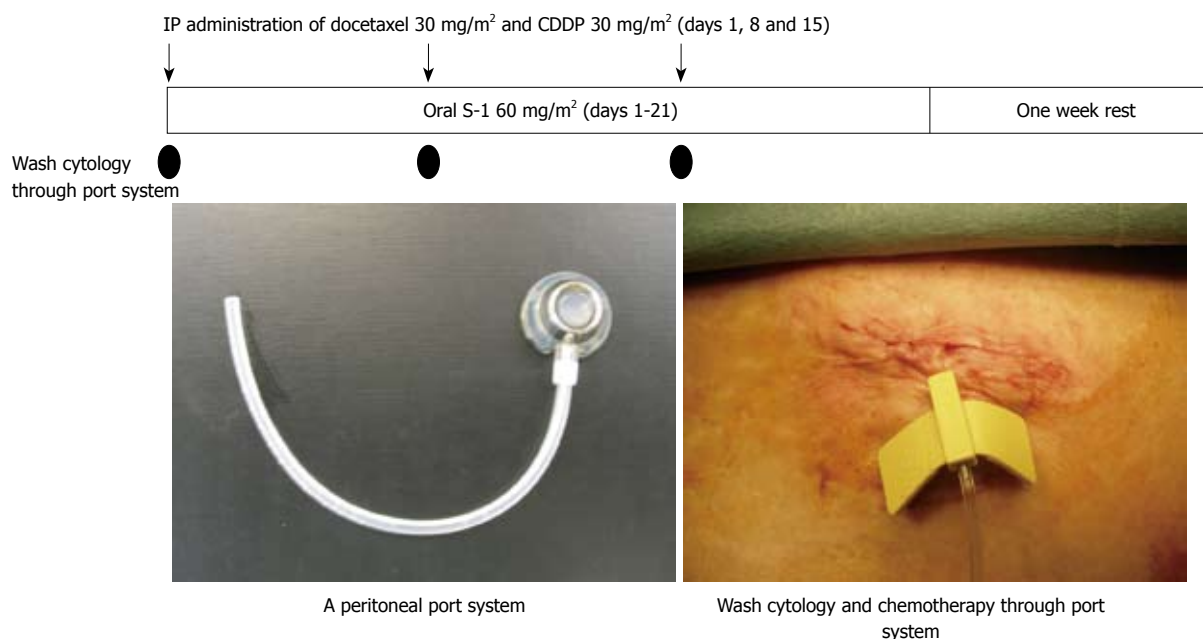 IP administration of docetaxel 30 mg/m² and CDDP 30 mg/m² (days 1, 8 and 15)
Oral S-1 60 mg/m² (days 1-21)
One week rest
Wash cytology
through port system
A peritoneal port system
Wash cytology and chemotherapy through port
system